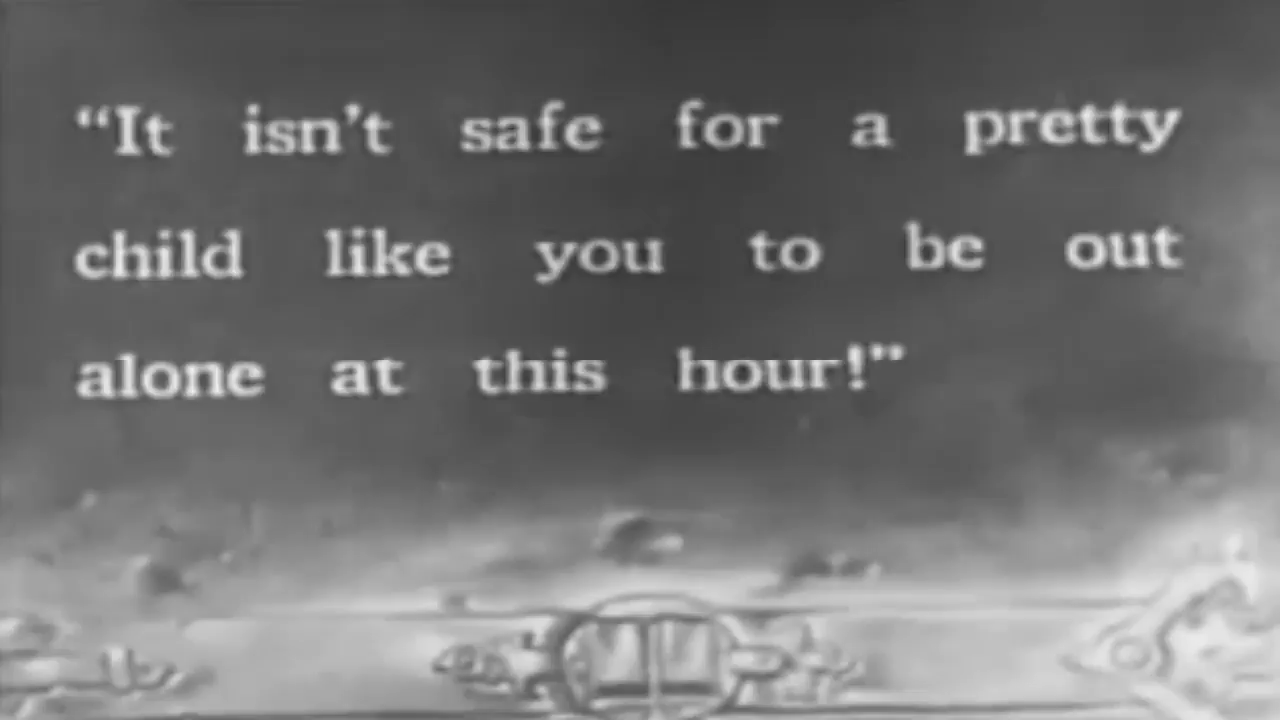 “It isn't safe for a pretty
child like you to be out
alone at this hour!”